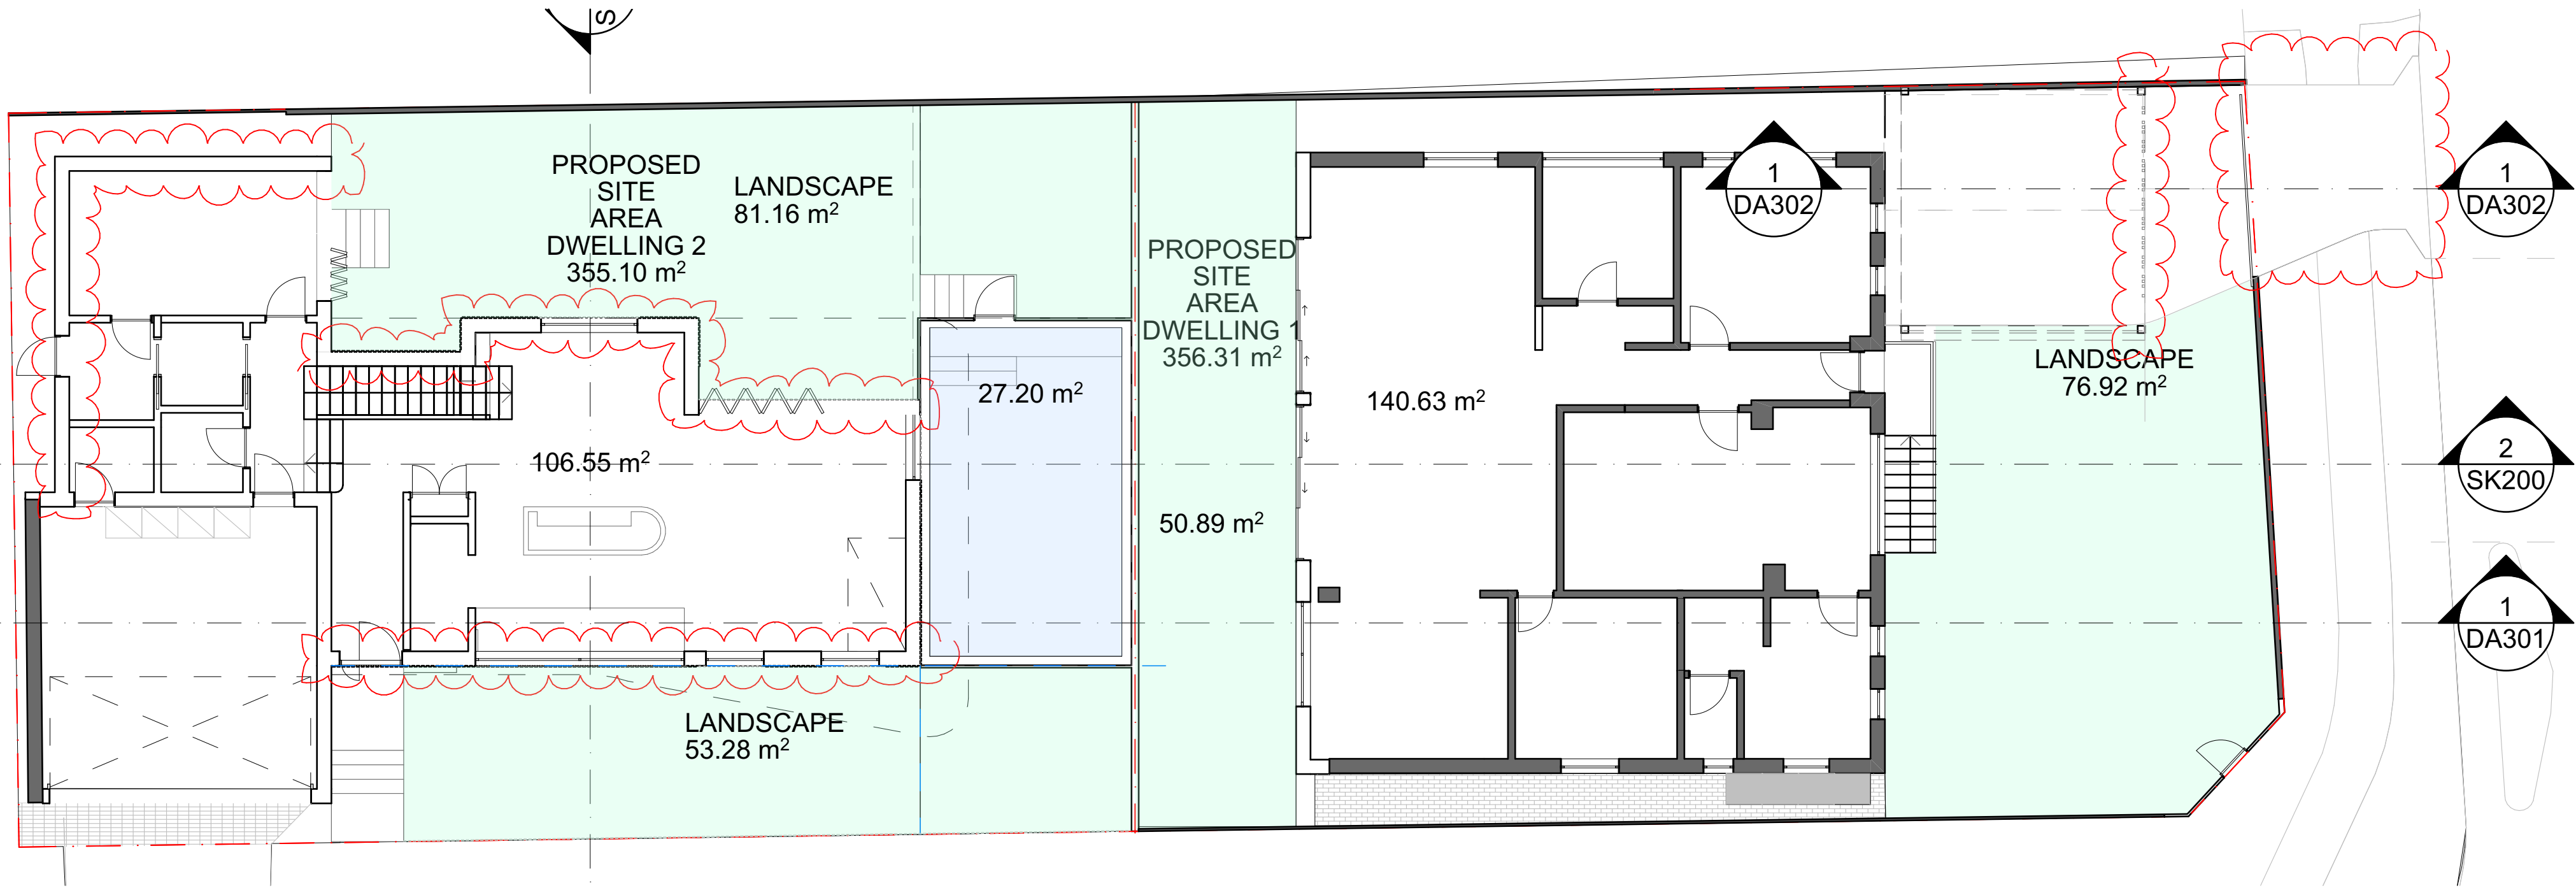 S
PROPOSED
SITE
AREA
DWELLING 2
355.10 m²
LANDSCAPE
81.16 m²
PROPOSED
SITE
AREA
DWELLING 1
356.31 m²
1
DA302
1
DA302
27.20 m²
140.63 m²
LANDSCAPE
76.92 m²
106.55 m²
2
SK200
50.89 m²
1
DA301
LANDSCAPE
53.28 m²